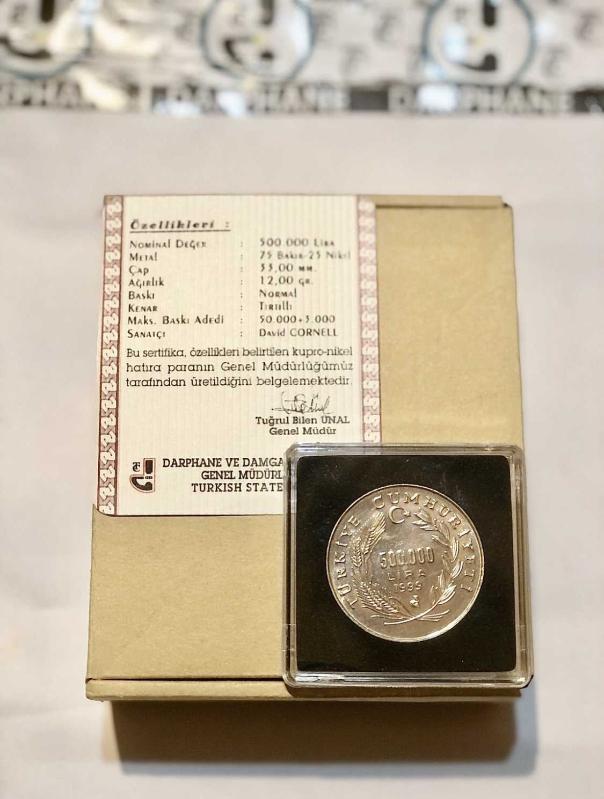 DARPHANE
DARPHANE
DARPHANE
Özellikleri :
Nominal Değer : 500.000 Lira
Metal : 75 Bakır-25 Nikel
Çap : 33,00 mm.
Ağırlık : 12,00 gr.
Baskı : Normal
Kenar : Tırtıllı
Maks. Baskı Adedi : 50.000+3.000
Sanatçı : David CORNELL
Bu sertifika, özellikleri belirtilen kupro-nikel
hatıra paranın Genel Müdürlüğümüz
tarafından üretildiğini belgelemektedir.
Tuğrul Bilen ÜNAL
Genel Müdür
DARPHANE VE DAMGA
GENEL MÜDÜRL
TURKISH STATE
TÜRKİYE CUMHURİYETİ
500.000
LİRA
1999